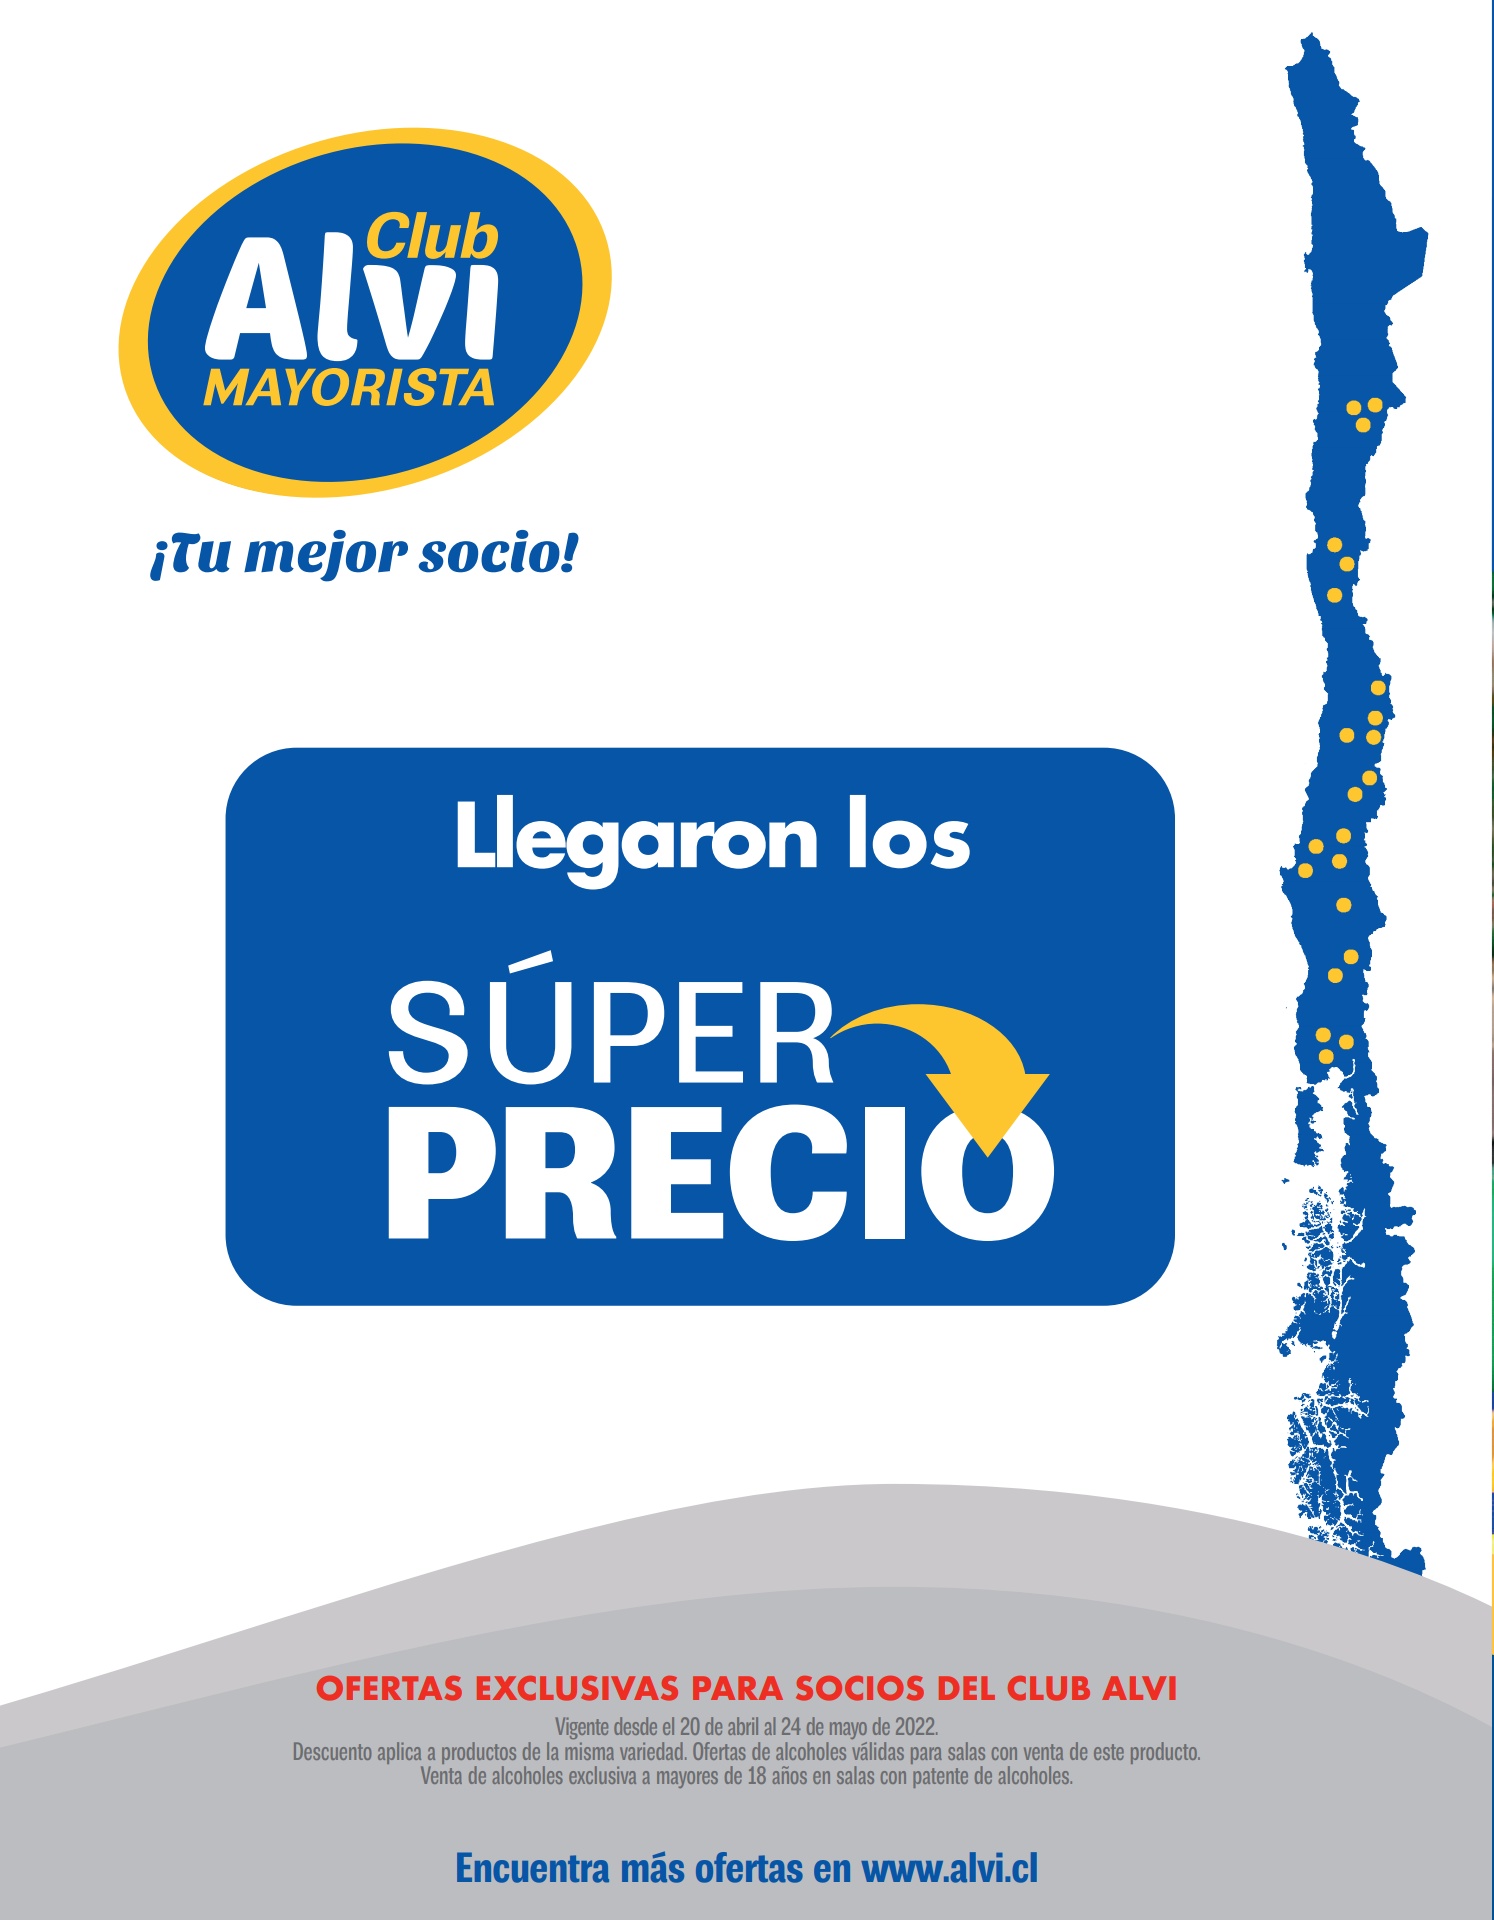 Club
Alvi
MAYORISTA
¡Tu mejor socio!
Llegaron los
SÚPER
PRECIO
OFERTAS EXCLUSIVAS PARA SOCIOS DEL CLUB ALVI
Vigente desde el 20 de abril al 24 de mayo de 2022.
Descuento aplica a productos de la misma variedad. Ofertas de alcoholes válidas para salas con venta de este producto.
Venta de alcoholes exclusiva a mayores de 18 años en salas con patente de alcoholes.
Encuentra más ofertas en www.alvi.cl